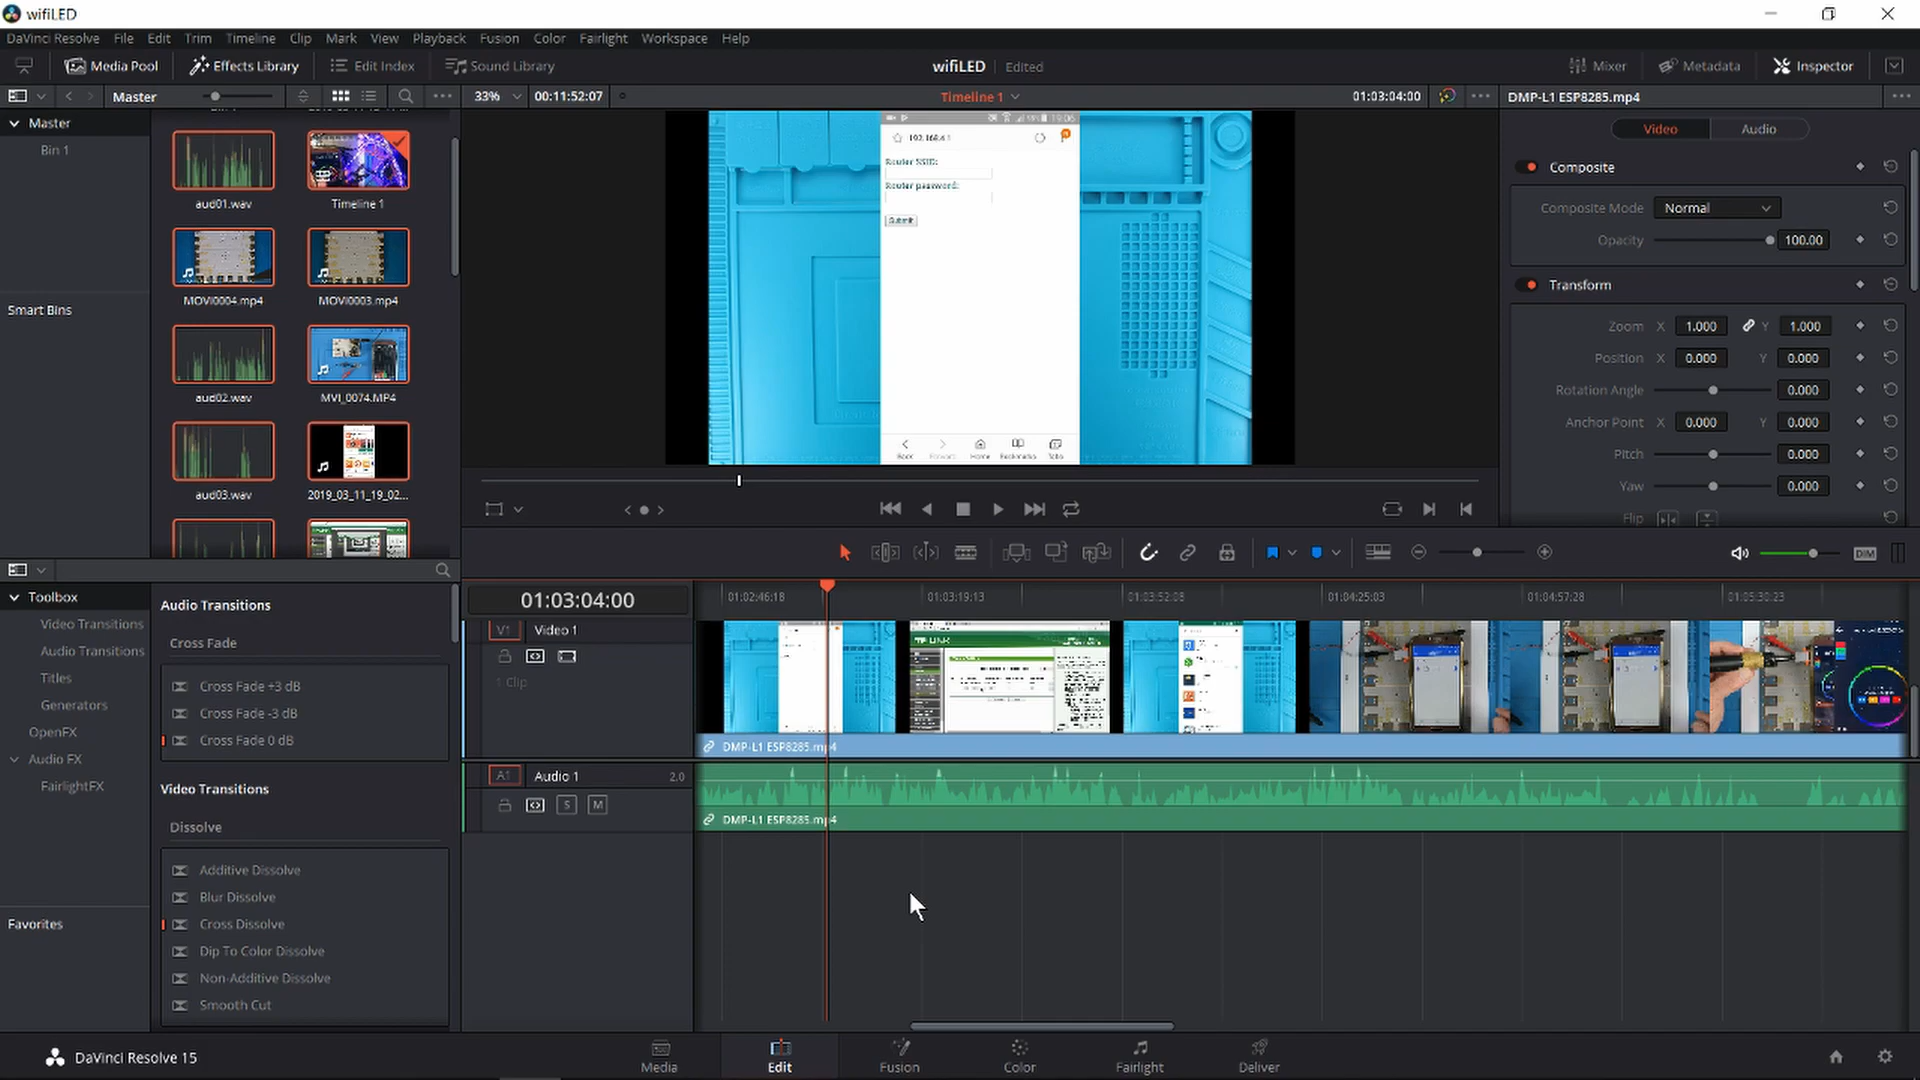 wifiLED
DaVinci Resolve File Edit Trim Timeline Clip Mark View Playback Fusion Color Fairlight Workspace Help
Media Pool Effects Library Edit Index Sound Library wifiLED Edited Mixer Metadata Inspector
Master 33% 00:11:52:07 Timeline 1 01:03:04:00 DMP-L1 ESP8285.mp4
Master
Bin 1
Smart Bins
aud01.wav Timeline 1
MOVI0004.mp4 MOVI0003.mp4
aud02.wav MVI_0074.MP4
aud03.wav 2019_03_11_19_02...
19:06
Router SSID:
Router password:
Submit
Back Forward Home Bookmarks Tabs
Video Audio
Composite
Composite Mode Normal
Opacity 100.00
Transform
Zoom X 1.000 Y 1.000
Position X 0.000 Y 0.000
Rotation Angle 0.000
Anchor Point X 0.000 Y 0.000
Pitch 0.000
Yaw 0.000
Flip
DIM
Toolbox
Video Transitions
Audio Transitions
Titles
Generators
OpenFX
Audio FX
FairlightFX
Favorites
Audio Transitions
Cross Fade
Cross Fade +3 dB
Cross Fade -3 dB
Cross Fade 0 dB
Video Transitions
Dissolve
Additive Dissolve
Blur Dissolve
Cross Dissolve
Dip To Color Dissolve
Non-Additive Dissolve
Smooth Cut
01:03:04:00 01:02:46:18 01:03:19:13 01:03:52:08 01:04:25:03 01:04:57:28 01:05:30:23
V1 Video 1
1 Clip
DMP-L1 ESP8285.mp4
A1 Audio 1 2.0
S M
DMP-L1 ESP8285.mp4
DaVinci Resolve 15 Media Edit Fusion Color Fairlight Deliver